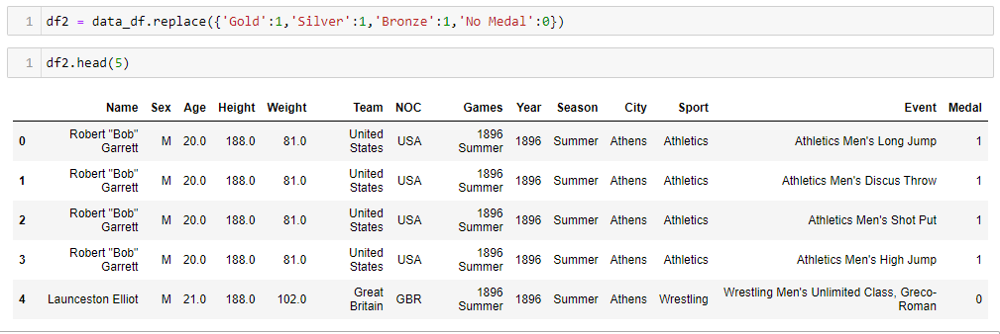 1 df2 = data_df.replace({'Gold':1,'Silver':1,'Bronze':1,'No Medal':0})
1 df2.head(5)
Name Sex Age Height Weight Team NOC Games Year Season City Sport Event Medal
0 Robert "Bob" Garrett M 20.0 188.0 81.0 United States USA 1896 Summer 1896 Summer Athens Athletics Athletics Men's Long Jump 1
1 Robert "Bob" Garrett M 20.0 188.0 81.0 United States USA 1896 Summer 1896 Summer Athens Athletics Athletics Men's Discus Throw 1
2 Robert "Bob" Garrett M 20.0 188.0 81.0 United States USA 1896 Summer 1896 Summer Athens Athletics Athletics Men's Shot Put 1
3 Robert "Bob" Garrett M 20.0 188.0 81.0 United States USA 1896 Summer 1896 Summer Athens Athletics Athletics Men's High Jump 1
4 Launceston Elliot M 21.0 188.0 102.0 Great Britain GBR 1896 Summer 1896 Summer Athens Wrestling Wrestling Men's Unlimited Class, Greco-Roman 0